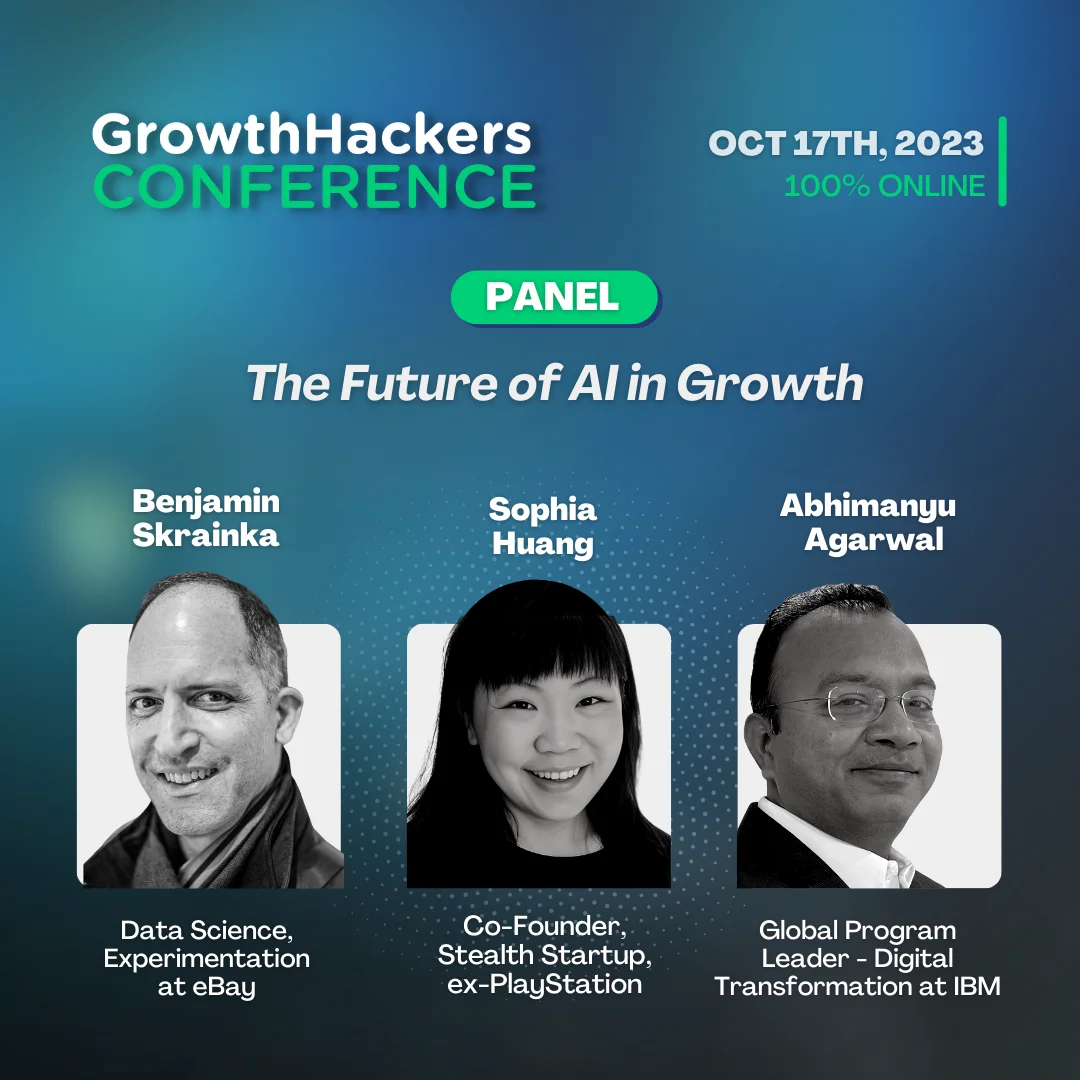 GrowthHackers
CONFERENCE
OCT 17TH, 2023
100% ONLINE
PANEL
The Future of AI in Growth
Benjamin
Skrainka
Sophia
Huang
Abhimanyu
Agarwal
Data Science,
Experimentation
at eBay
Co-Founder,
Stealth Startup,
ex-PlayStation
Global Program
Leader - Digital
Transformation at IBM